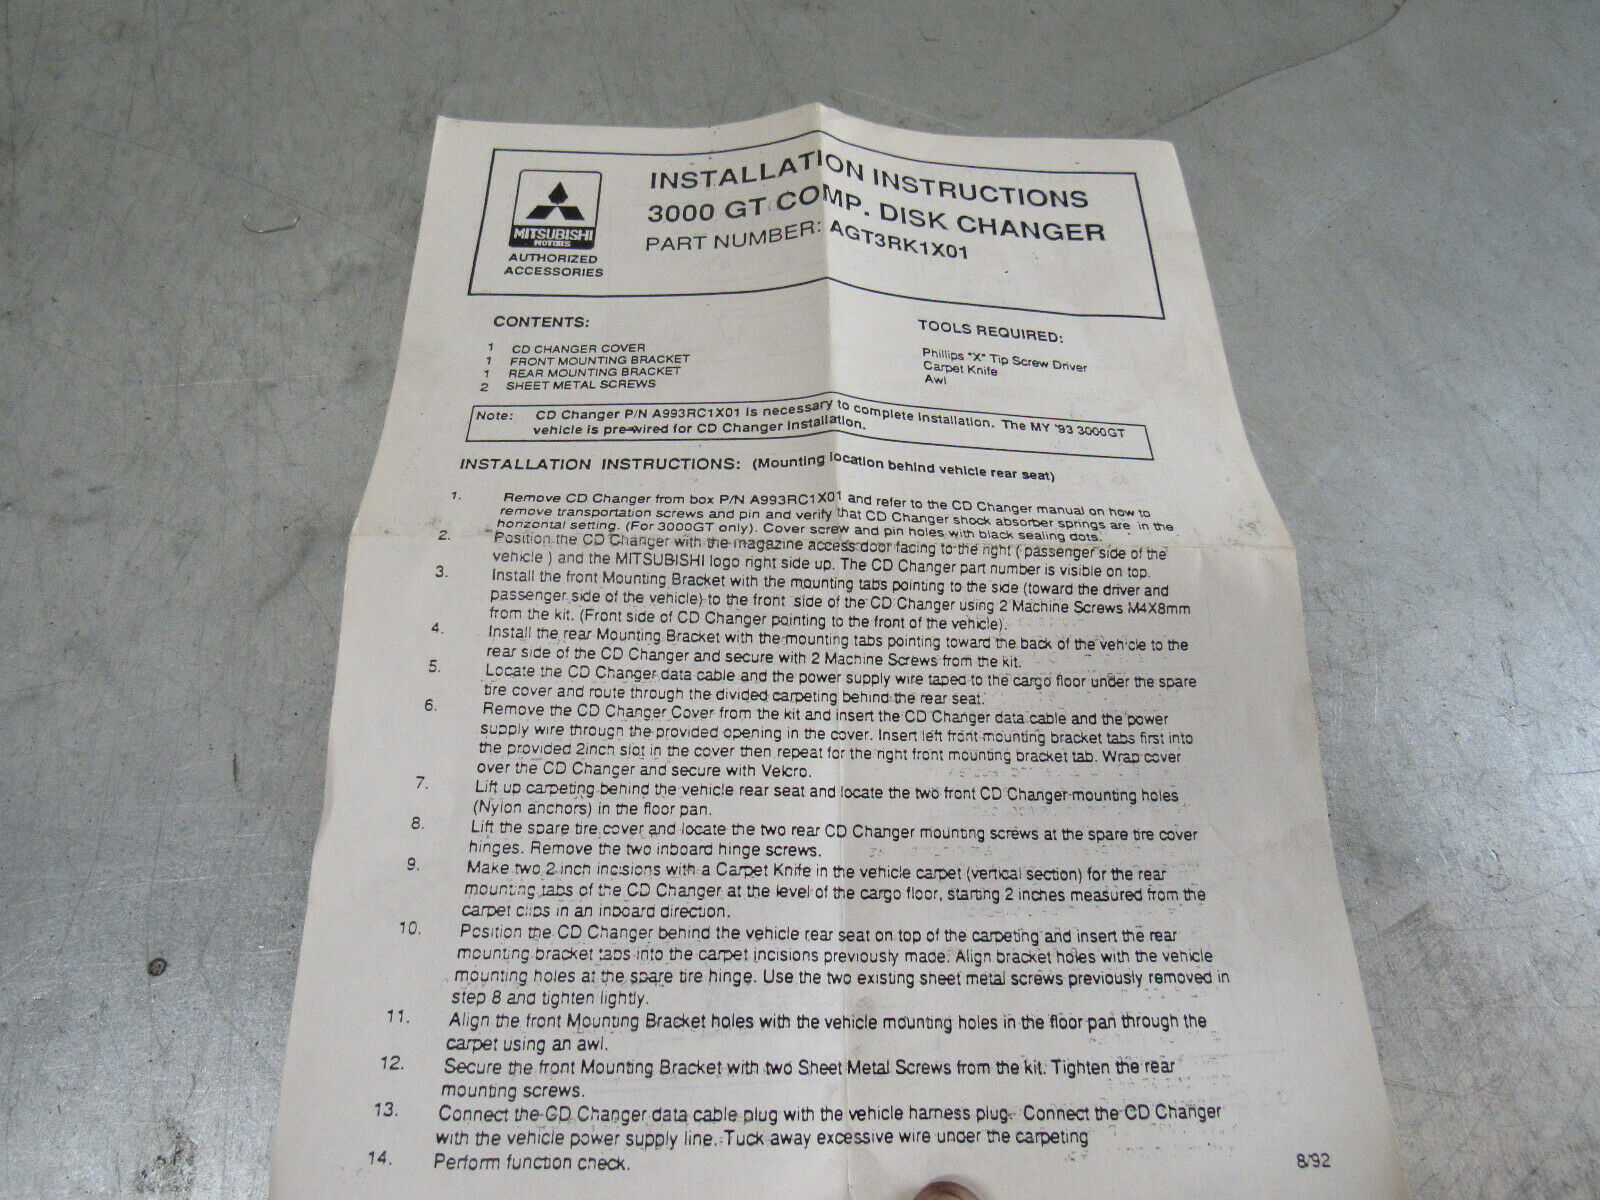 INSTALLATION INSTRUCTIONS
3000 GT COMP. DISK CHANGER
PART NUMBER: AGT3RK1X01
MITSUBISHI
MOTORS
AUTHORIZED
ACCESSORIES
CONTENTS:
1 CD CHANGER COVER
1 FRONT MOUNTING BRACKET
1 REAR MOUNTING BRACKET
2 SHEET METAL SCREWS
TOOLS REQUIRED:
Phillips "X" Tip Screw Driver
Carpet Knife
Awl
Note: CD Changer P/N A993RC1X01 is necessary to complete installation. The MY '93 3000GT
vehicle is pre-wired for CD Changer Installation.
INSTALLATION INSTRUCTIONS: (Mounting location behind vehicle rear seat)
1. Remove CD Changer from box P/N A993RC1X01 and refer to the CD Changer manual on how to
remove transportation screws and pin and verify that CD Changer shock absorber springs are in the
horizontal setting. (For 3000GT only). Cover screw and pin holes with black sealing dots.
2. Position the CD Changer with the magazine access door facing to the right ( passenger side of the
vehicle ) and the MITSUBISHI logo right side up. The CD Changer part number is visible on top.
3. Install the front Mounting Bracket with the mounting tabs pointing to the side (toward the driver and
passenger side of the vehicle) to the front side of the CD Changer using 2 Machine Screws M4X8mm
from the kit. (Front side of CD Changer pointing to the front of the vehicle).
4. Install the rear Mounting Bracket with the mounting tabs pointing toward the back of the vehicle to the
rear side of the CD Changer and secure with 2 Machine Screws from the kit.
5. Locate the CD Changer data cable and the power supply wire taped to the cargo floor under the spare
tire cover and route through the divided carpeting behind the rear seat.
6. Remove the CD Changer Cover from the kit and insert the CD Changer data cable and the power
supply wire through the provided opening in the cover. Insert left front mounting bracket tabs first into
the provided 2inch slot in the cover then repeat for the right front mounting bracket tab. Wrap cover
over the CD Changer and secure with Velcro.
7. Lift up carpeting behind the vehicle rear seat and locate the two front CD Changer mounting holes
(Nylon anchors) in the floor pan.
8. Lift the spare tire cover and locate the two rear CD Changer mounting screws at the spare tire cover
hinges. Remove the two inboard hinge screws.
9. Make two 2 inch incisions with a Carpet Knife in the vehicle carpet (vertical section) for the rear
mounting tabs of the CD Changer at the level of the cargo floor, starting 2 inches measured from the
carpet clips in an inboard direction.
10. Position the CD Changer behind the vehicle rear seat on top of the carpeting and insert the rear
mounting bracket tabs into the carpet incisions previously made. Align bracket holes with the vehicle
mounting holes at the spare tire hinge. Use the two existing sheet metal screws previously removed in
step 8 and tighten lightly.
11. Align the front Mounting Bracket holes with the vehicle mounting holes in the floor pan through the
carpet using an awl.
12. Secure the front Mounting Bracket with two Sheet Metal Screws from the kit. Tighten the rear
mounting screws.
13. Connect the CD Changer data cable plug with the vehicle harness plug. Connect the CD Changer
with the vehicle power supply line. Tuck away excessive wire under the carpeting
14. Perform function check.
8/92